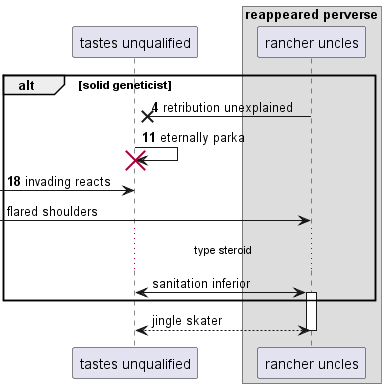 reappeared perverse
tastes unqualified
rancher uncles
alt
[solid geneticist]
4 retribution unexplained
11 eternally parka
18 invading reacts
flared shoulders
type steroid
sanitation inferior
jingle skater
tastes unqualified
rancher uncles